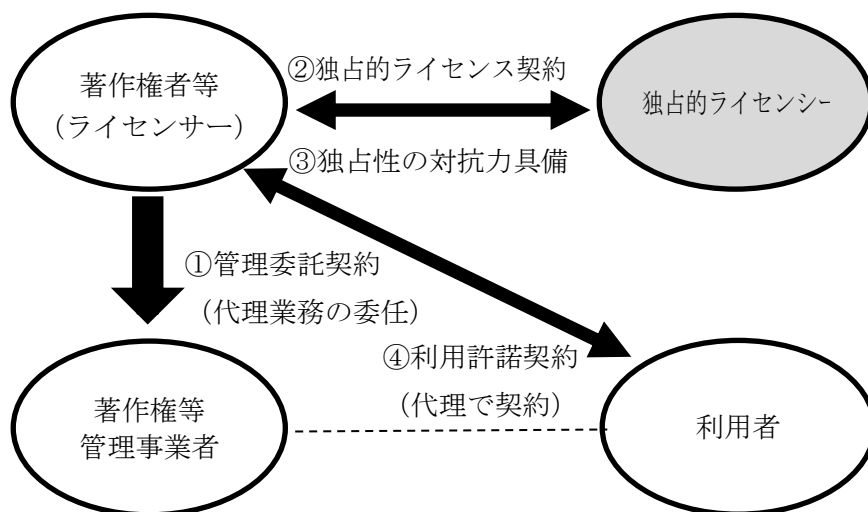 著作権者等
（ライセンサー）
②独占的ライセンス契約
③独占性の対抗力具備
独占的ライセンシー
①管理委託契約
（代理業務の委任）
④利用許諾契約
（代理で契約）
著作権等
管理事業者
利用者